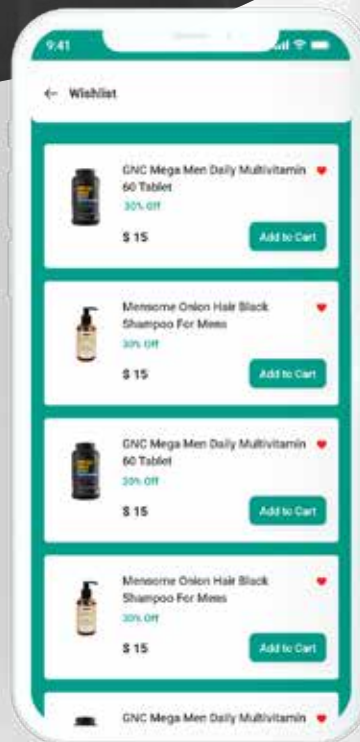 9:41
← Wishlist
GNC Mega Men Daily Multivitamin
60 Tablet
30% Off
$ 15
Add to Cart
Mensome Onion Hair Black
Shampoo For Mens
30% Off
$ 15
Add to Cart
GNC Mega Men Daily Multivitamin
60 Tablet
30% Off
$ 15
Add to Cart
Mensome Onion Hair Black
Shampoo For Mens
30% Off
$ 15
Add to Cart
GNC Mega Men Daily Multivitamin